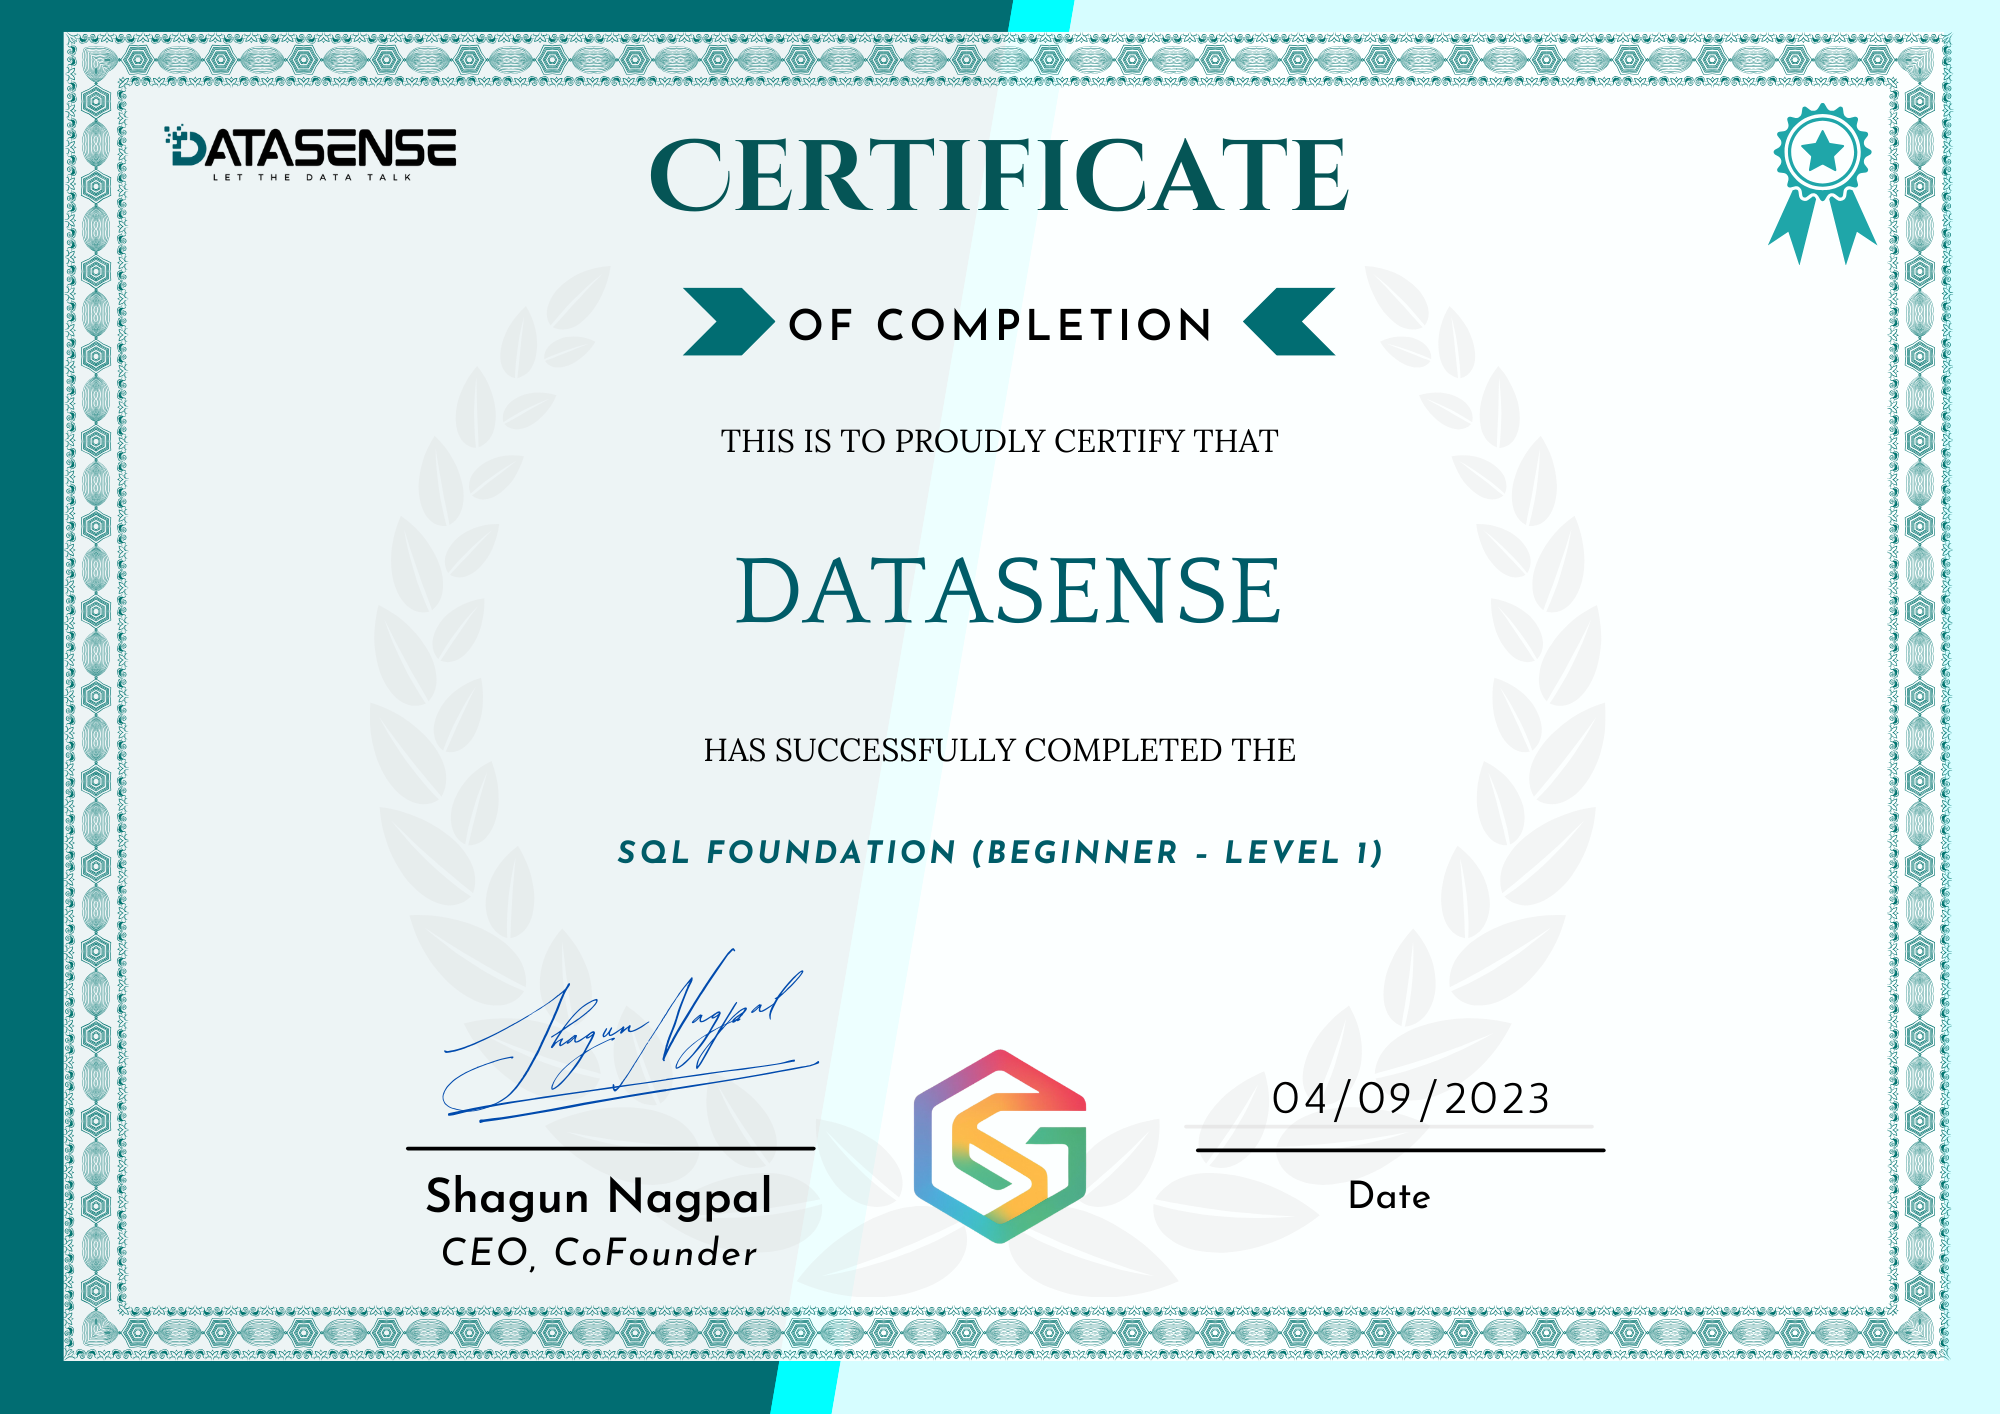 DATASENSE
LET THE DATA TALK
CERTIFICATE
OF COMPLETION
THIS IS TO PROUDLY CERTIFY THAT
DATASENSE
HAS SUCCESSFULLY COMPLETED THE
SQL FOUNDATION (BEGINNER - LEVEL 1)
Shagun Nagpal
Shagun Nagpal
CEO, CoFounder
04/09/2023
Date